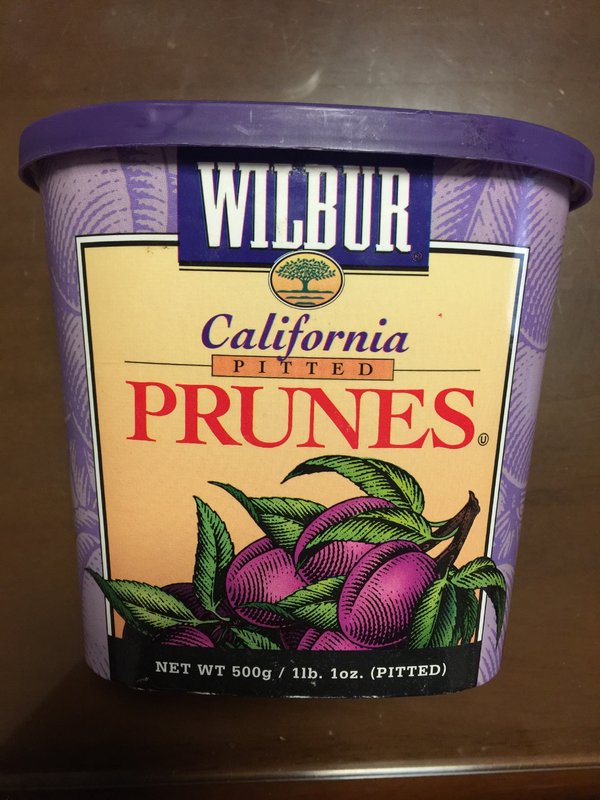 WILBUR
®
California
PITTED
PRUNES
Ⓤ
NET WT 500g / 1lb. 1oz. (PITTED)